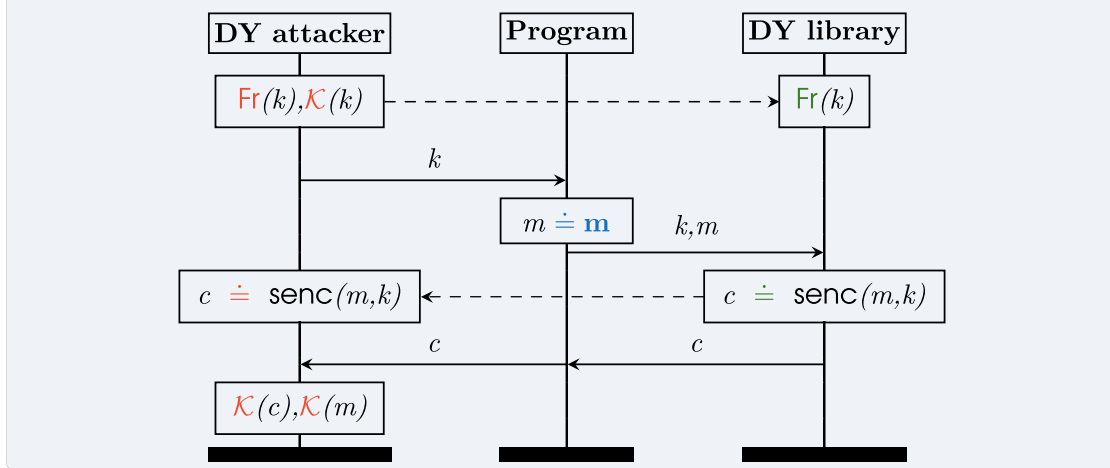 DY attacker Program DY library
Fr(k),𝒦(k) Fr(k)
k
m ≐ m
k,m
c ≐ senc(m,k) c ≐ senc(m,k)
c c
𝒦(c),𝒦(m)